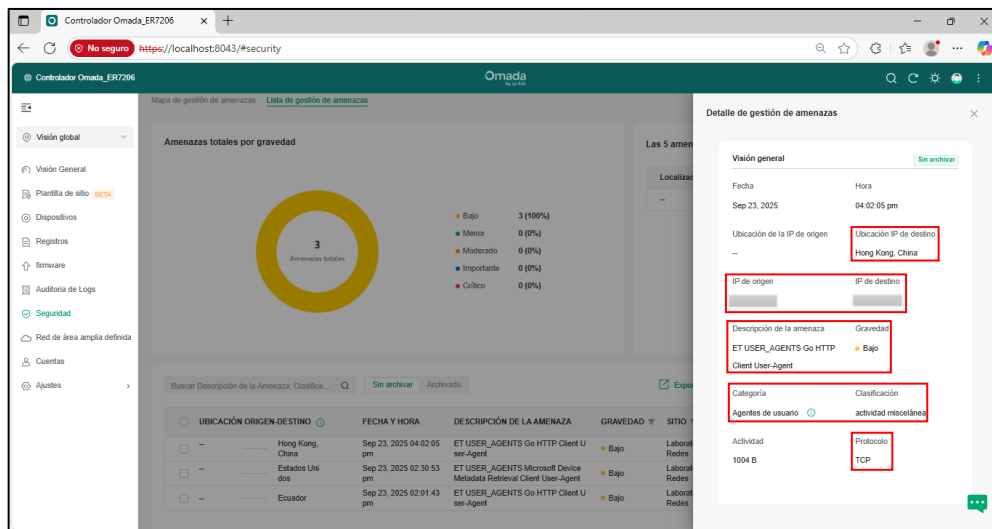 Controlador Omada_ER7206
No seguro https://localhost:8043/#security
Controlador Omada_ER7206
Omada
by tp-link
Mapa de gestión de amenazas Lista de gestión de amenazas
Visión global
Visión General
Plantilla de sitio BETA
Dispositivos
Registros
firmware
Auditoria de Logs
Seguridad
Red de área amplia definida
Cuentas
Ajustes
Amenazas totales por gravedad
3
Amenazas totales
Bajo 3 (100%)
Menor 0 (0%)
Moderado 0 (0%)
Importante 0 (0%)
Crítico 0 (0%)
Las 5 amen
Localizac
--
Buscar Descripción de la Amenaza, Clasifica... Sin archivar Archivado Expor
UBICACIÓN ORIGEN-DESTINO FECHA Y HORA DESCRIPCIÓN DE LA AMENAZA GRAVEDAD SITIO
-- Hong Kong, China Sep 23, 2025 04:02:05 pm ET USER_AGENTS Go HTTP Client User-Agent Bajo Laborat Redes
-- Estados Unidos Sep 23, 2025 02:30:53 pm ET USER_AGENTS Microsoft Device Metadata Retrieval Client User-Agent Bajo Laborat Redes
-- Ecuador Sep 23, 2025 02:01:43 pm ET USER_AGENTS Go HTTP Client User-Agent Bajo Laborat Redes
Detalle de gestión de amenazas
Visión general Sin archivar
Fecha Hora
Sep 23, 2025 04:02:05 pm
Ubicación de la IP de origen Ubicación IP de destino
-- Hong Kong, China
IP de origen IP de destino
Descripción de la amenaza Gravedad
ET USER_AGENTS Go HTTP Bajo
Client User-Agent
Categoría Clasificación
Agentes de usuario actividad miscelánea
Actividad Protocolo
1004 B TCP